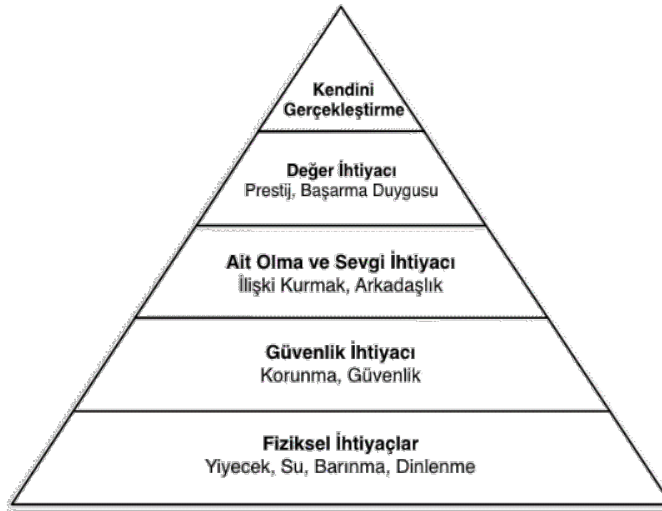 Kendini
Gerçekleştirme
Değer İhtiyacı
Prestij, Başarma Duygusu
Ait Olma ve Sevgi İhtiyacı
İlişki Kurmak, Arkadaşlık
Güvenlik İhtiyacı
Korunma, Güvenlik
Fiziksel İhtiyaçlar
Yiyecek, Su, Barınma, Dinlenme